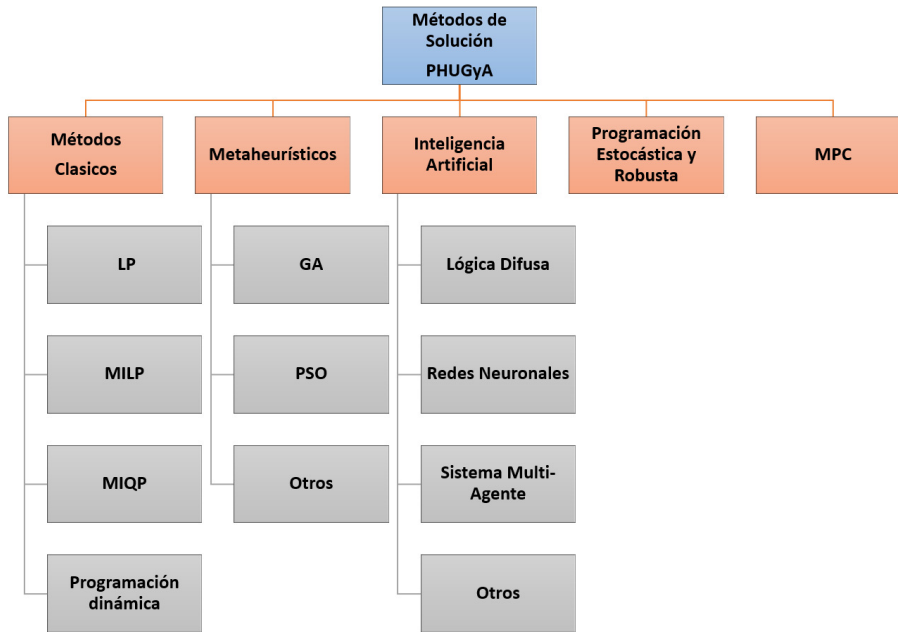 Métodos de
Solución
PHUGyA
Métodos
Clasicos
Metaheurísticos
Inteligencia
Artificial
Programación
Estocástica y
Robusta
MPC
LP
MILP
MIQP
Programación
dinámica
GA
PSO
Otros
Lógica Difusa
Redes Neuronales
Sistema Multi-
Agente
Otros